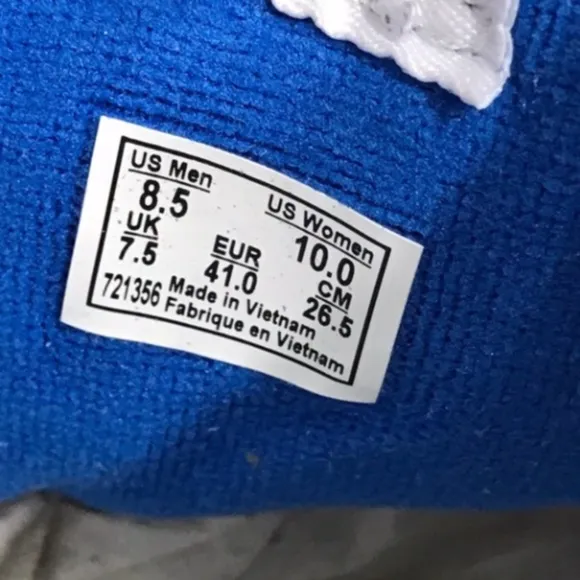 US Men
8.5
US Women
10.0
UK
7.5
EUR
41.0
CM
26.5
721356 Made in Vietnam
Fabrique en Vietnam